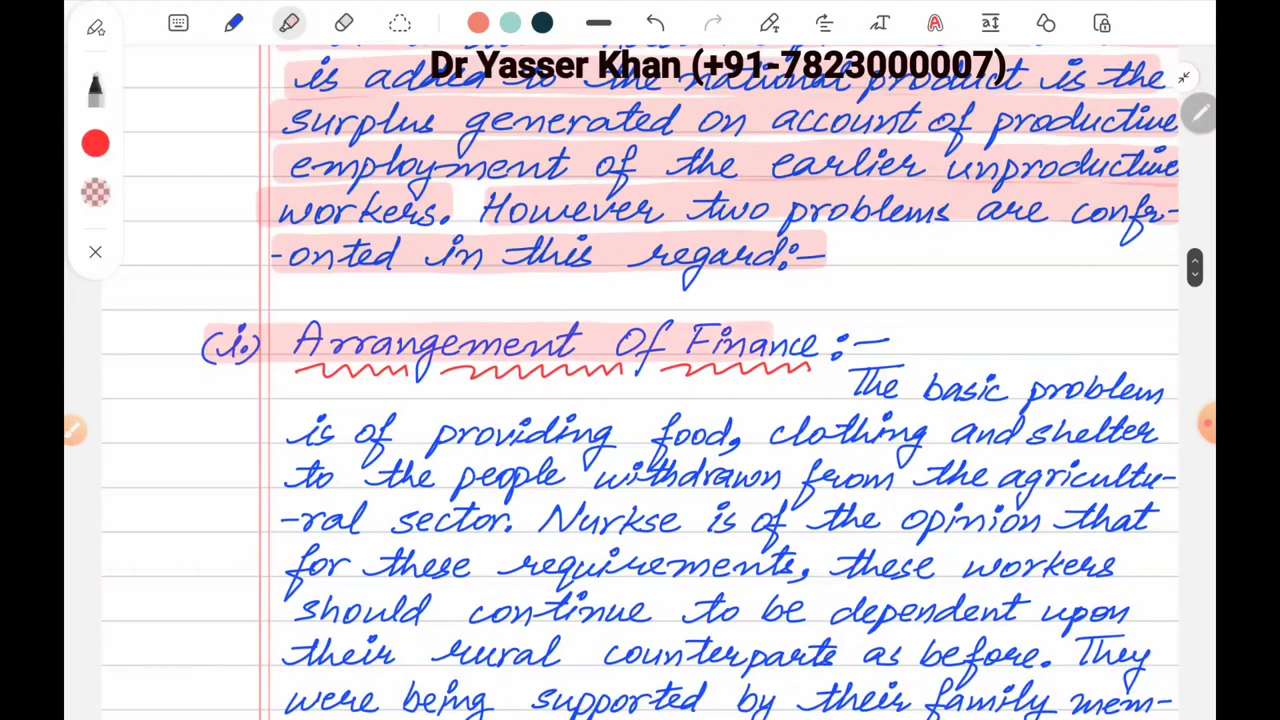 Dr Yasser Khan (+91-7823000007)
is added to the national product is the
surplus generated on account of productive
employment of the earlier unproductive
workers. However two problems are confr-
-onted in this regard:-
(i.) Arrangement Of Finance :-
The basic problem
is of providing food, clothing and shelter
to the people withdrawn from the agricultu-
-ral sector. Nurkse is of the opinion that
for these requirements, these workers
should continue to be dependent upon
their rural counterparts as before. They
were being supported by their family mem-